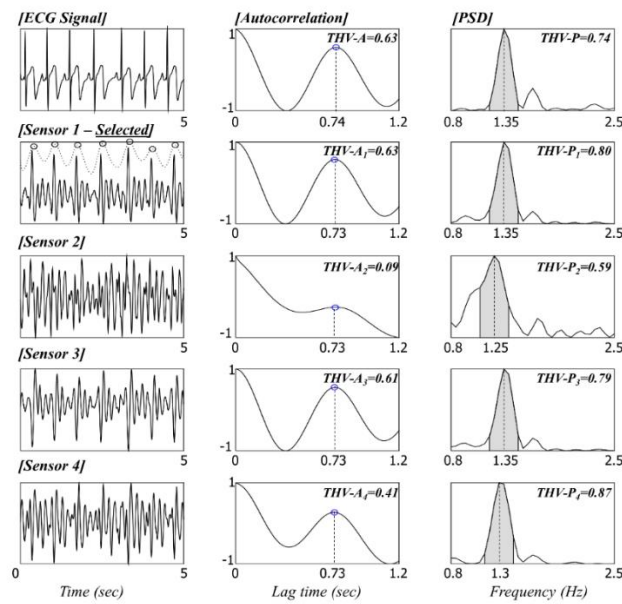 [ECG Signal] [Autocorrelation] [PSD]
1 THV-A=0.63 THV-P=0.74
-1
5 0 0.74 1.2 0.8 1.35 2.5
[Sensor 1 – Selected]
1 THV-A1=0.63 THV-P1=0.80
-1
5 0 0.73 1.2 0.8 1.35 2.5
[Sensor 2]
1 THV-A2=0.09 THV-P2=0.59
-1
5 0 0.73 1.2 0.8 1.25 2.5
[Sensor 3]
1 THV-A3=0.61 THV-P3=0.79
-1
5 0 0.73 1.2 0.8 1.35 2.5
[Sensor 4]
1 THV-A4=0.41 THV-P4=0.87
-1
0 5 0 0.73 1.2 0.8 1.3 2.5
Time (sec) Lag time (sec) Frequency (Hz)